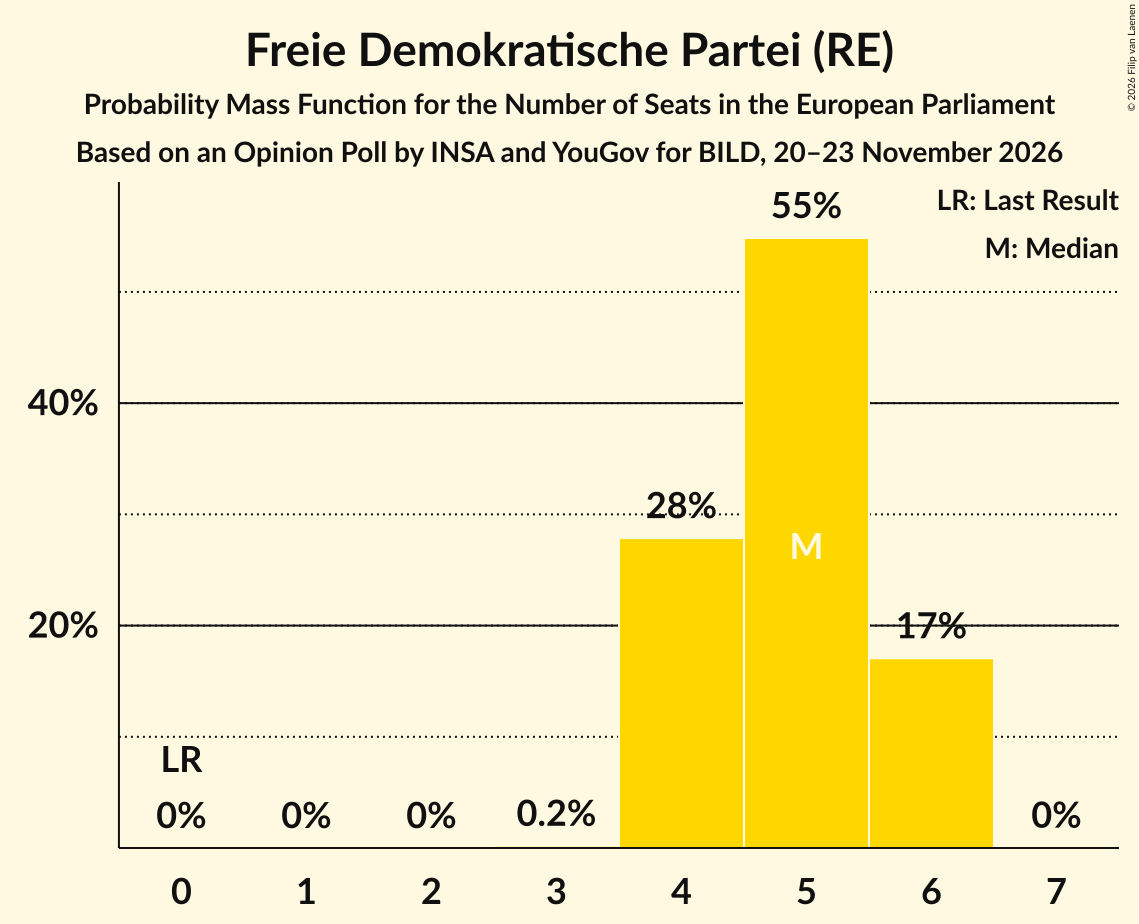 Freie Demokratische Partei (RE)
Probability Mass Function for the Number of Seats in the European Parliament
Based on an Opinion Poll by INSA and YouGov for BILD, 20–23 November 2026
© 2026 Filip van Laenen
LR: Last Result
M: Median
55%
40%
28%
M
20%
17%
LR
0%
0%
0%
0.2%
0%
0
1
2
3
4
5
6
7